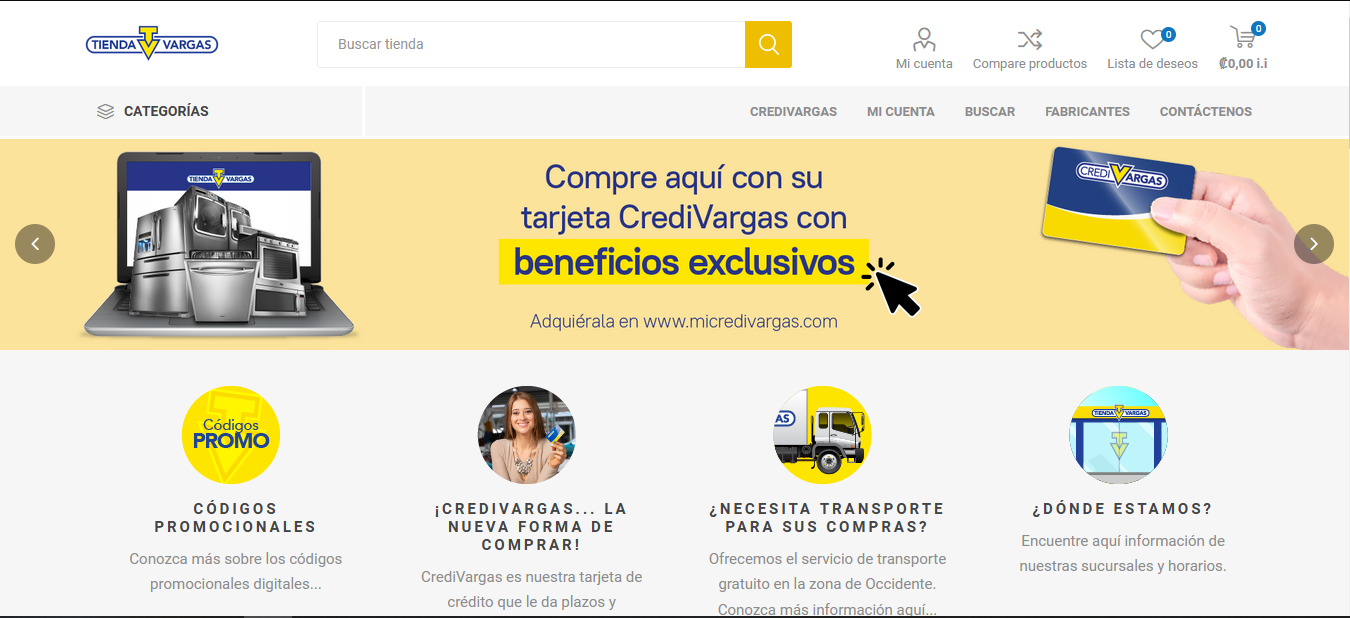 TIENDA VARGAS
Buscar tienda
Mi cuenta
Compare productos
0
Lista de deseos
0
₡0,00 i.i
CATEGORÍAS
CREDIVARGAS
MI CUENTA
BUSCAR
FABRICANTES
CONTÁCTENOS
TIENDA VARGAS
Compre aquí con su
tarjeta CrediVargas con
beneficios exclusivos
Adquiérala en www.micredivargas.com
CREDIVARGAS
Códigos
PROMO
CÓDIGOS
PROMOCIONALES
Conozca más sobre los códigos
promocionales digitales...
¡CREDIVARGAS... LA
NUEVA FORMA DE
COMPRAR!
CrediVargas es nuestra tarjeta de
crédito que le da plazos y
AS
¿NECESITA TRANSPORTE
PARA SUS COMPRAS?
Ofrecemos el servicio de transporte
gratuito en la zona de Occidente.
Conozca más información aquí...
TIENDA VARGAS
¿DÓNDE ESTAMOS?
Encuentre aquí información de
nuestras sucursales y horarios.